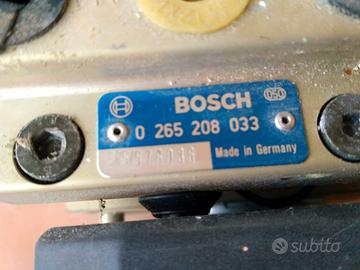 BOSCH
0 265 208 033
Made in Germany
subito